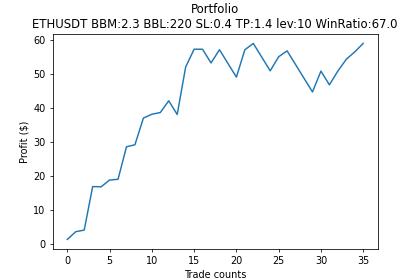 Portfolio
ETHUSDT BBM:2.3 BBL:220 SL:0.4 TP:1.4 lev:10 WinRatio:67.0
60
50
40
30
20
10
0
Profit ($)
0 5 10 15 20 25 30 35
Trade counts